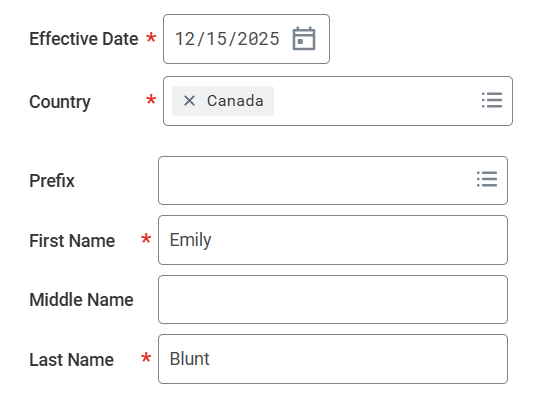 Effective Date * 12/15/2025
Country * × Canada
Prefix
First Name * Emily
Middle Name
Last Name * Blunt